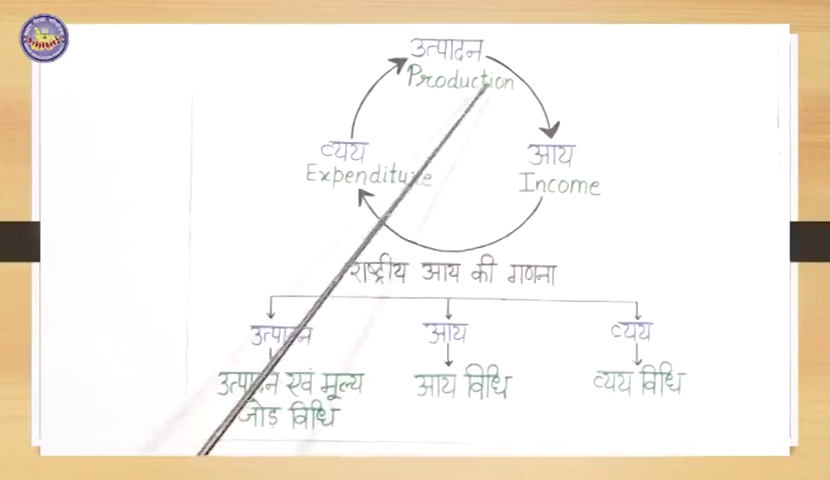 उत्पादन
Production
व्यय
Expenditure
आय
Income
राष्ट्रीय आय की गणना
उत्पादन आय व्यय
उत्पादन एवं मूल्य आय विधि व्यय विधि
जोड़ विधि